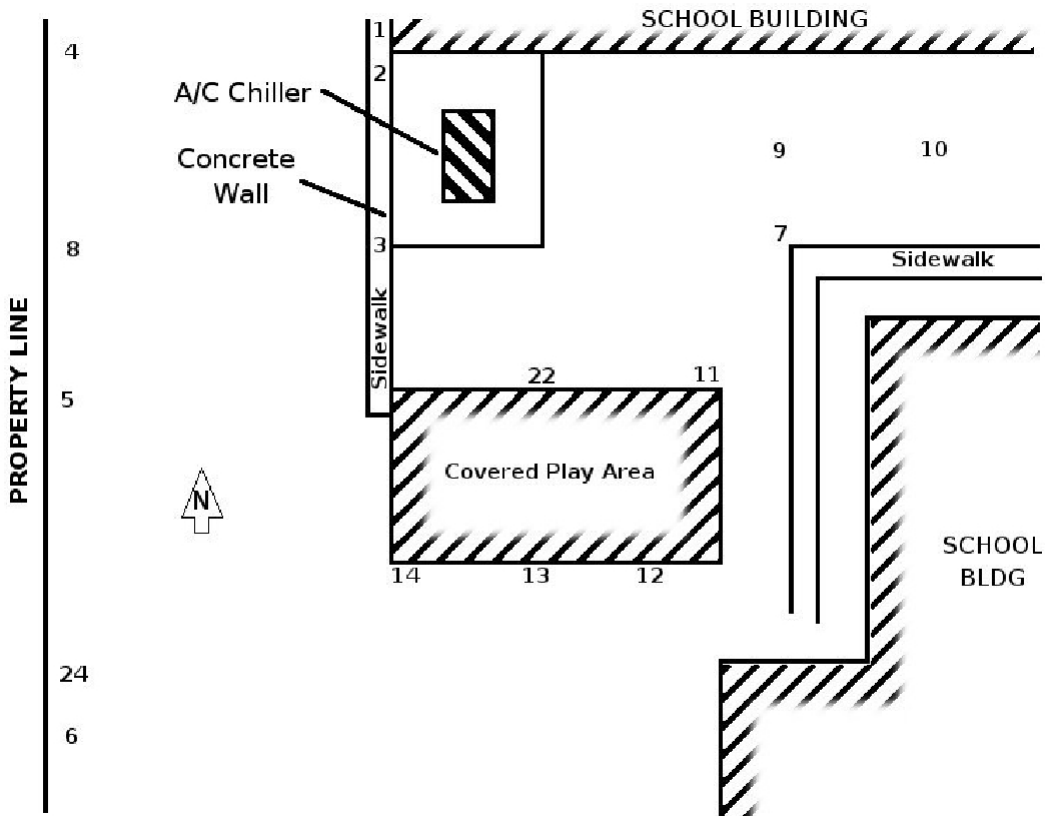 SCHOOL BUILDING
1
4
2
A/C Chiller
9
10
Concrete
Wall
7
8
3
Sidewalk
Sidewalk
PROPERTY LINE
22
11
5
Covered Play Area
N
SCHOOL
BLDG
14
13
12
24
6